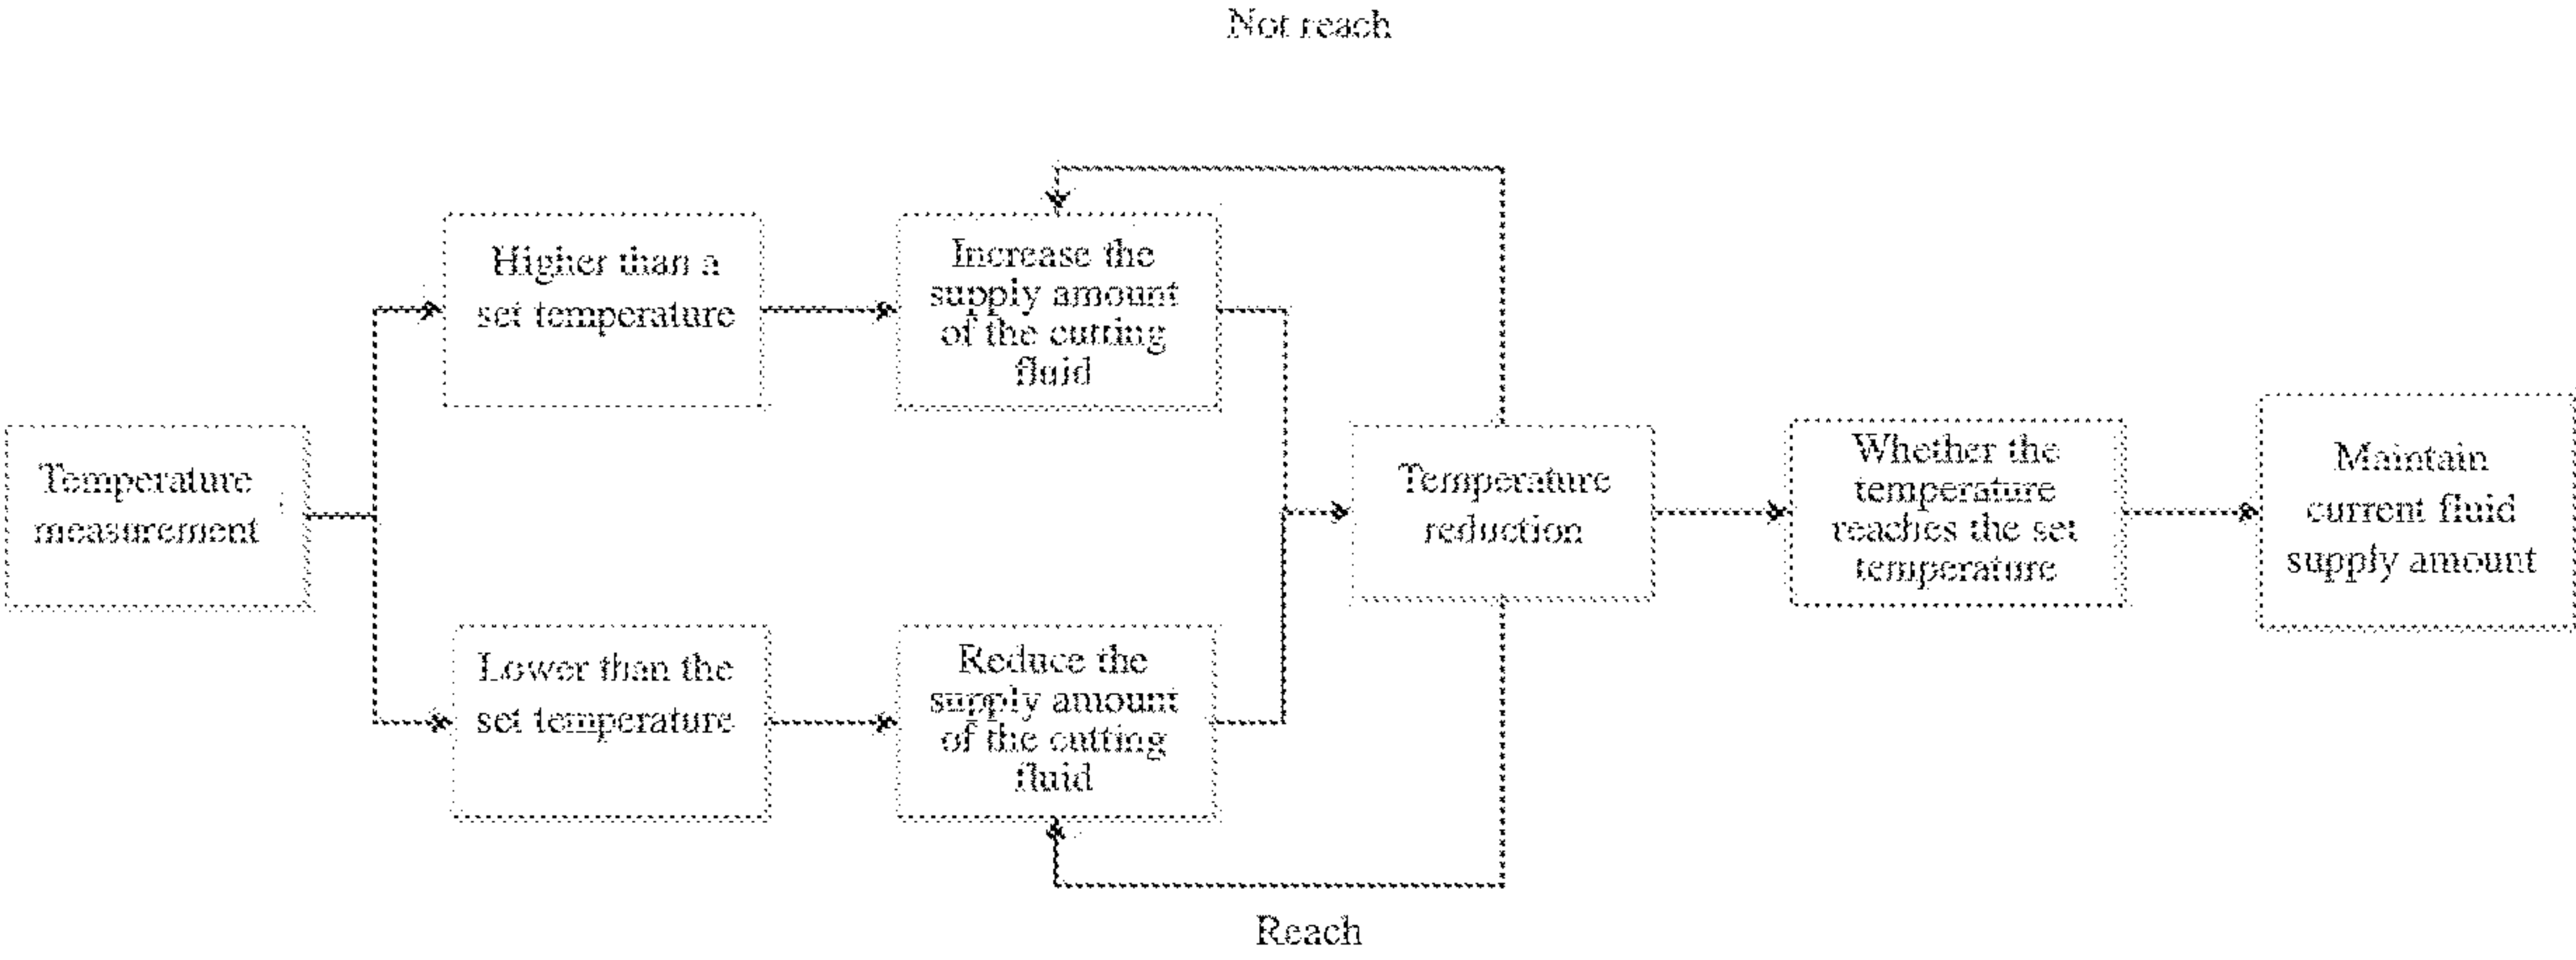 Not reach
Higher than a
set temperature
Increase the
supply amount
of the cutting
fluid
Temperature
measurement
Temperature
reduction
Whether the
temperature
reaches the set
temperature
Maintain
current fluid
supply amount
Lower than the
set temperature
Reduce the
supply amount
of the cutting
fluid
Reach